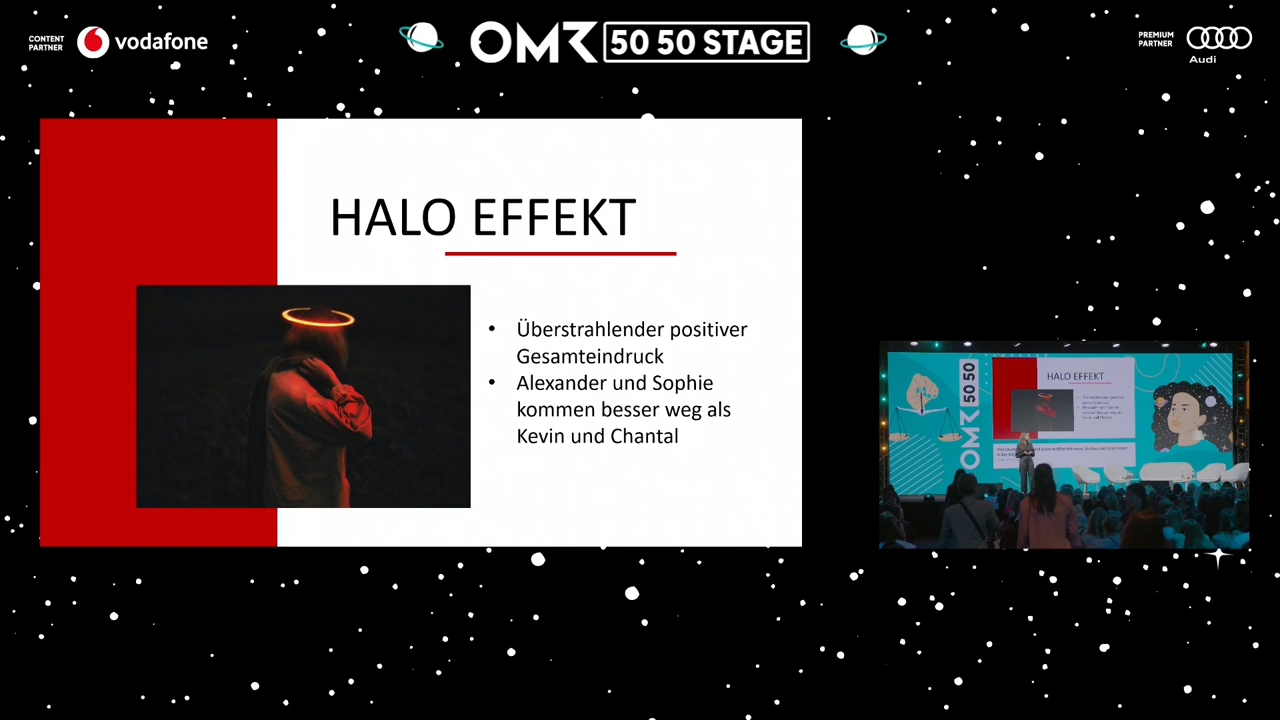 CONTENT
PARTNER
vodafone
OMR 50 50 STAGE
PREMIUM
PARTNER
Audi
HALO EFFEKT
• Überstrahlender positiver
Gesamteindruck
• Alexander und Sophie
kommen besser weg als
Kevin und Chantal
OMR 50 50
HALO EFFEKT